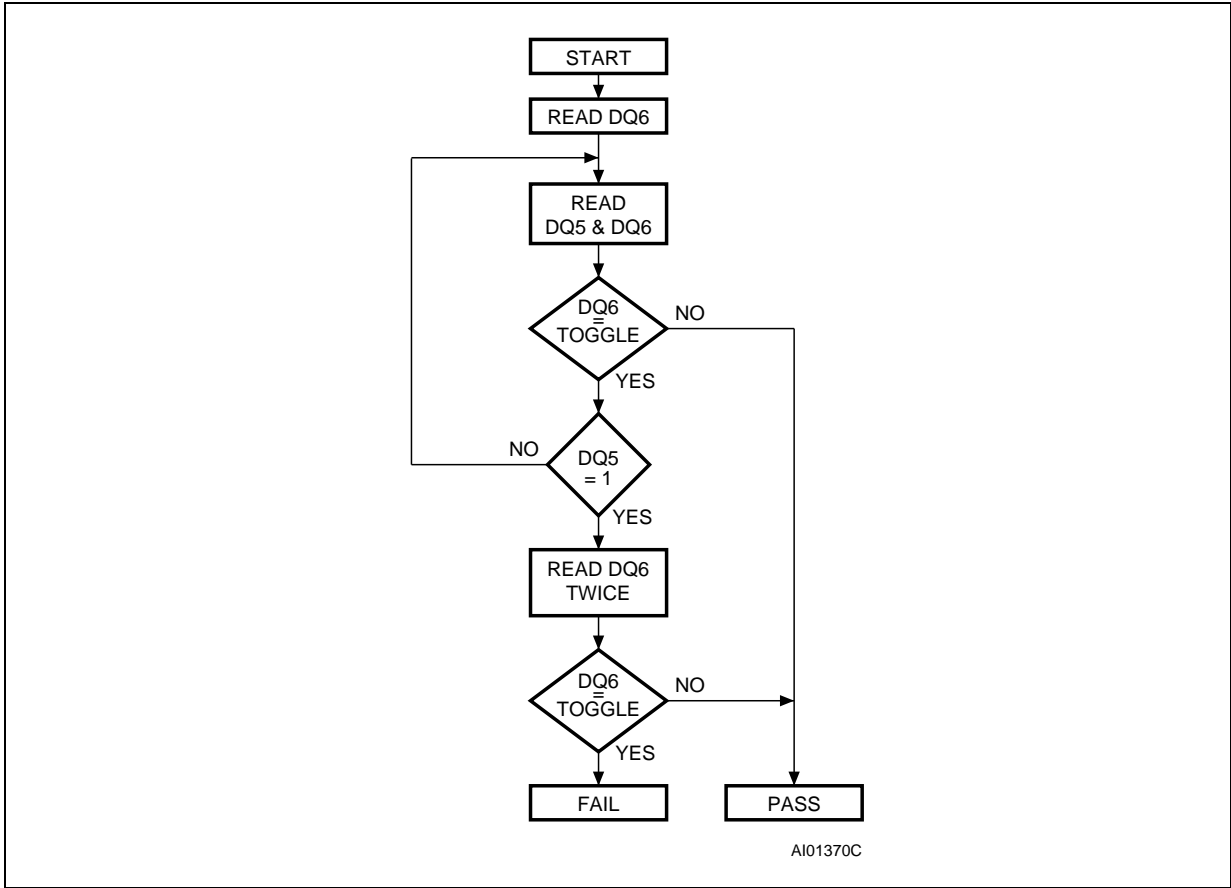 START
READ DQ6
READ
DQ5 & DQ6
DQ6
=
TOGGLE
NO
YES
NO
DQ5
= 1
YES
READ DQ6
TWICE
DQ6
=
TOGGLE
NO
YES
FAIL
PASS
AI01370C